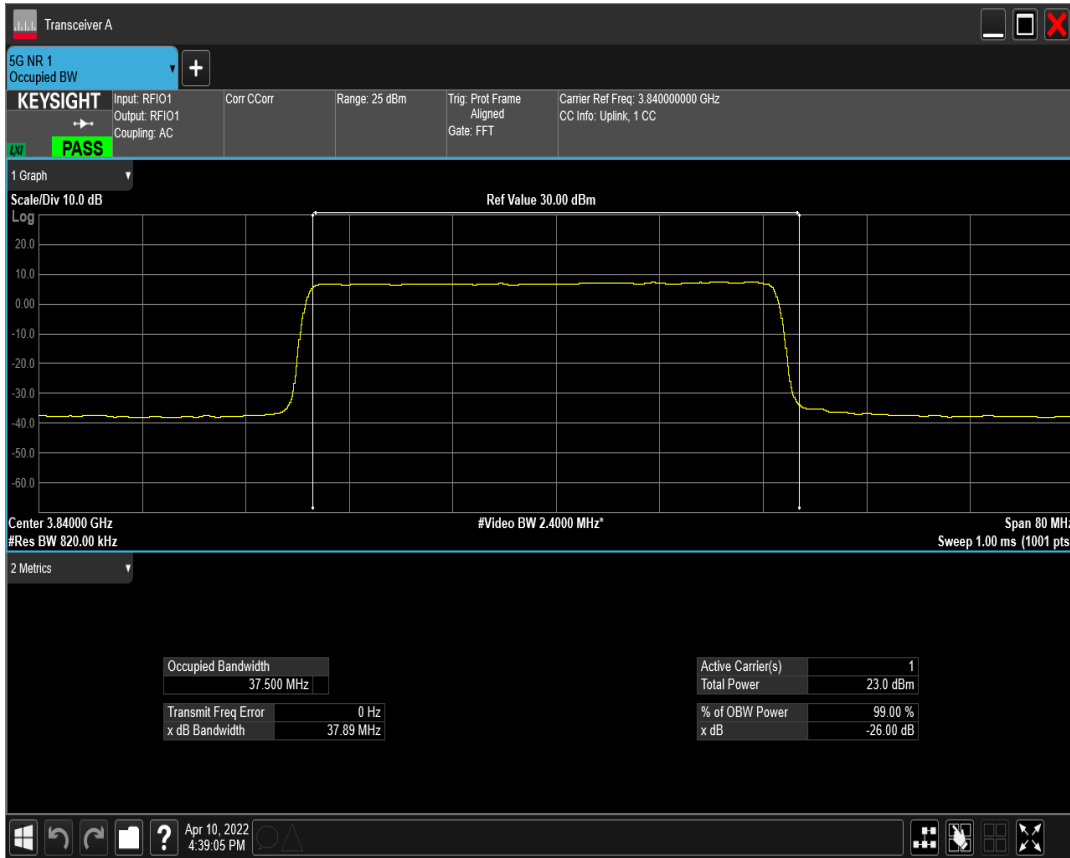 Transceiver A
5G NR 1
Occupied BW
+
KEYSIGHT
LXI
PASS
Input: RFIO1
Output: RFIO1
Coupling: AC
Corr CCorr
Range: 25 dBm
Trig: Prot Frame
Aligned
Gate: FFT
Carrier Ref Freq: 3.840000000 GHz
CC Info: Uplink, 1 CC
1 Graph
Scale/Div 10.0 dB
Ref Value 30.00 dBm
Log
20.0
10.0
0.00
-10.0
-20.0
-30.0
-40.0
-50.0
-60.0
Center 3.84000 GHz
#Video BW 2.4000 MHz*
Span 80 MHz
#Res BW 820.00 kHz
Sweep 1.00 ms (1001 pts
2 Metrics
Occupied Bandwidth
37.500 MHz
Transmit Freq Error 0 Hz
x dB Bandwidth 37.89 MHz
Active Carrier(s) 1
Total Power 23.0 dBm
% of OBW Power 99.00 %
x dB -26.00 dB
?
Apr 10, 2022
4:39:05 PM